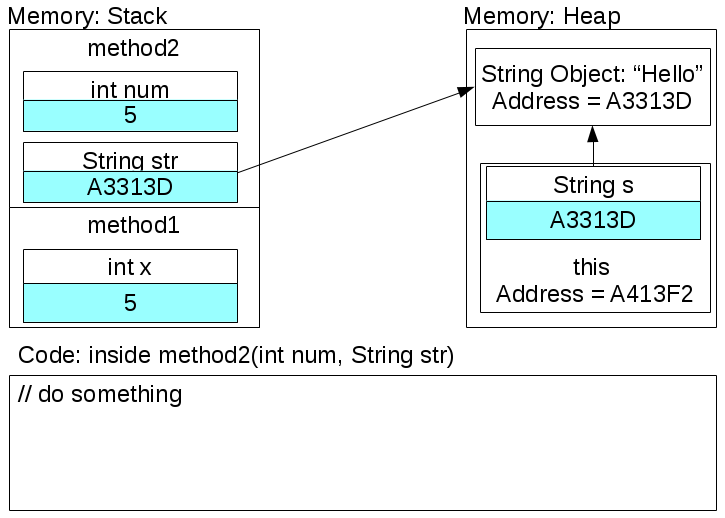 Memory: Stack
method2
int num
5
String str
A3313D
method1
int x
5
Memory: Heap
String Object: “Hello”
Address = A3313D
String s
A3313D
this
Address = A413F2
Code: inside method2(int num, String str)
// do something